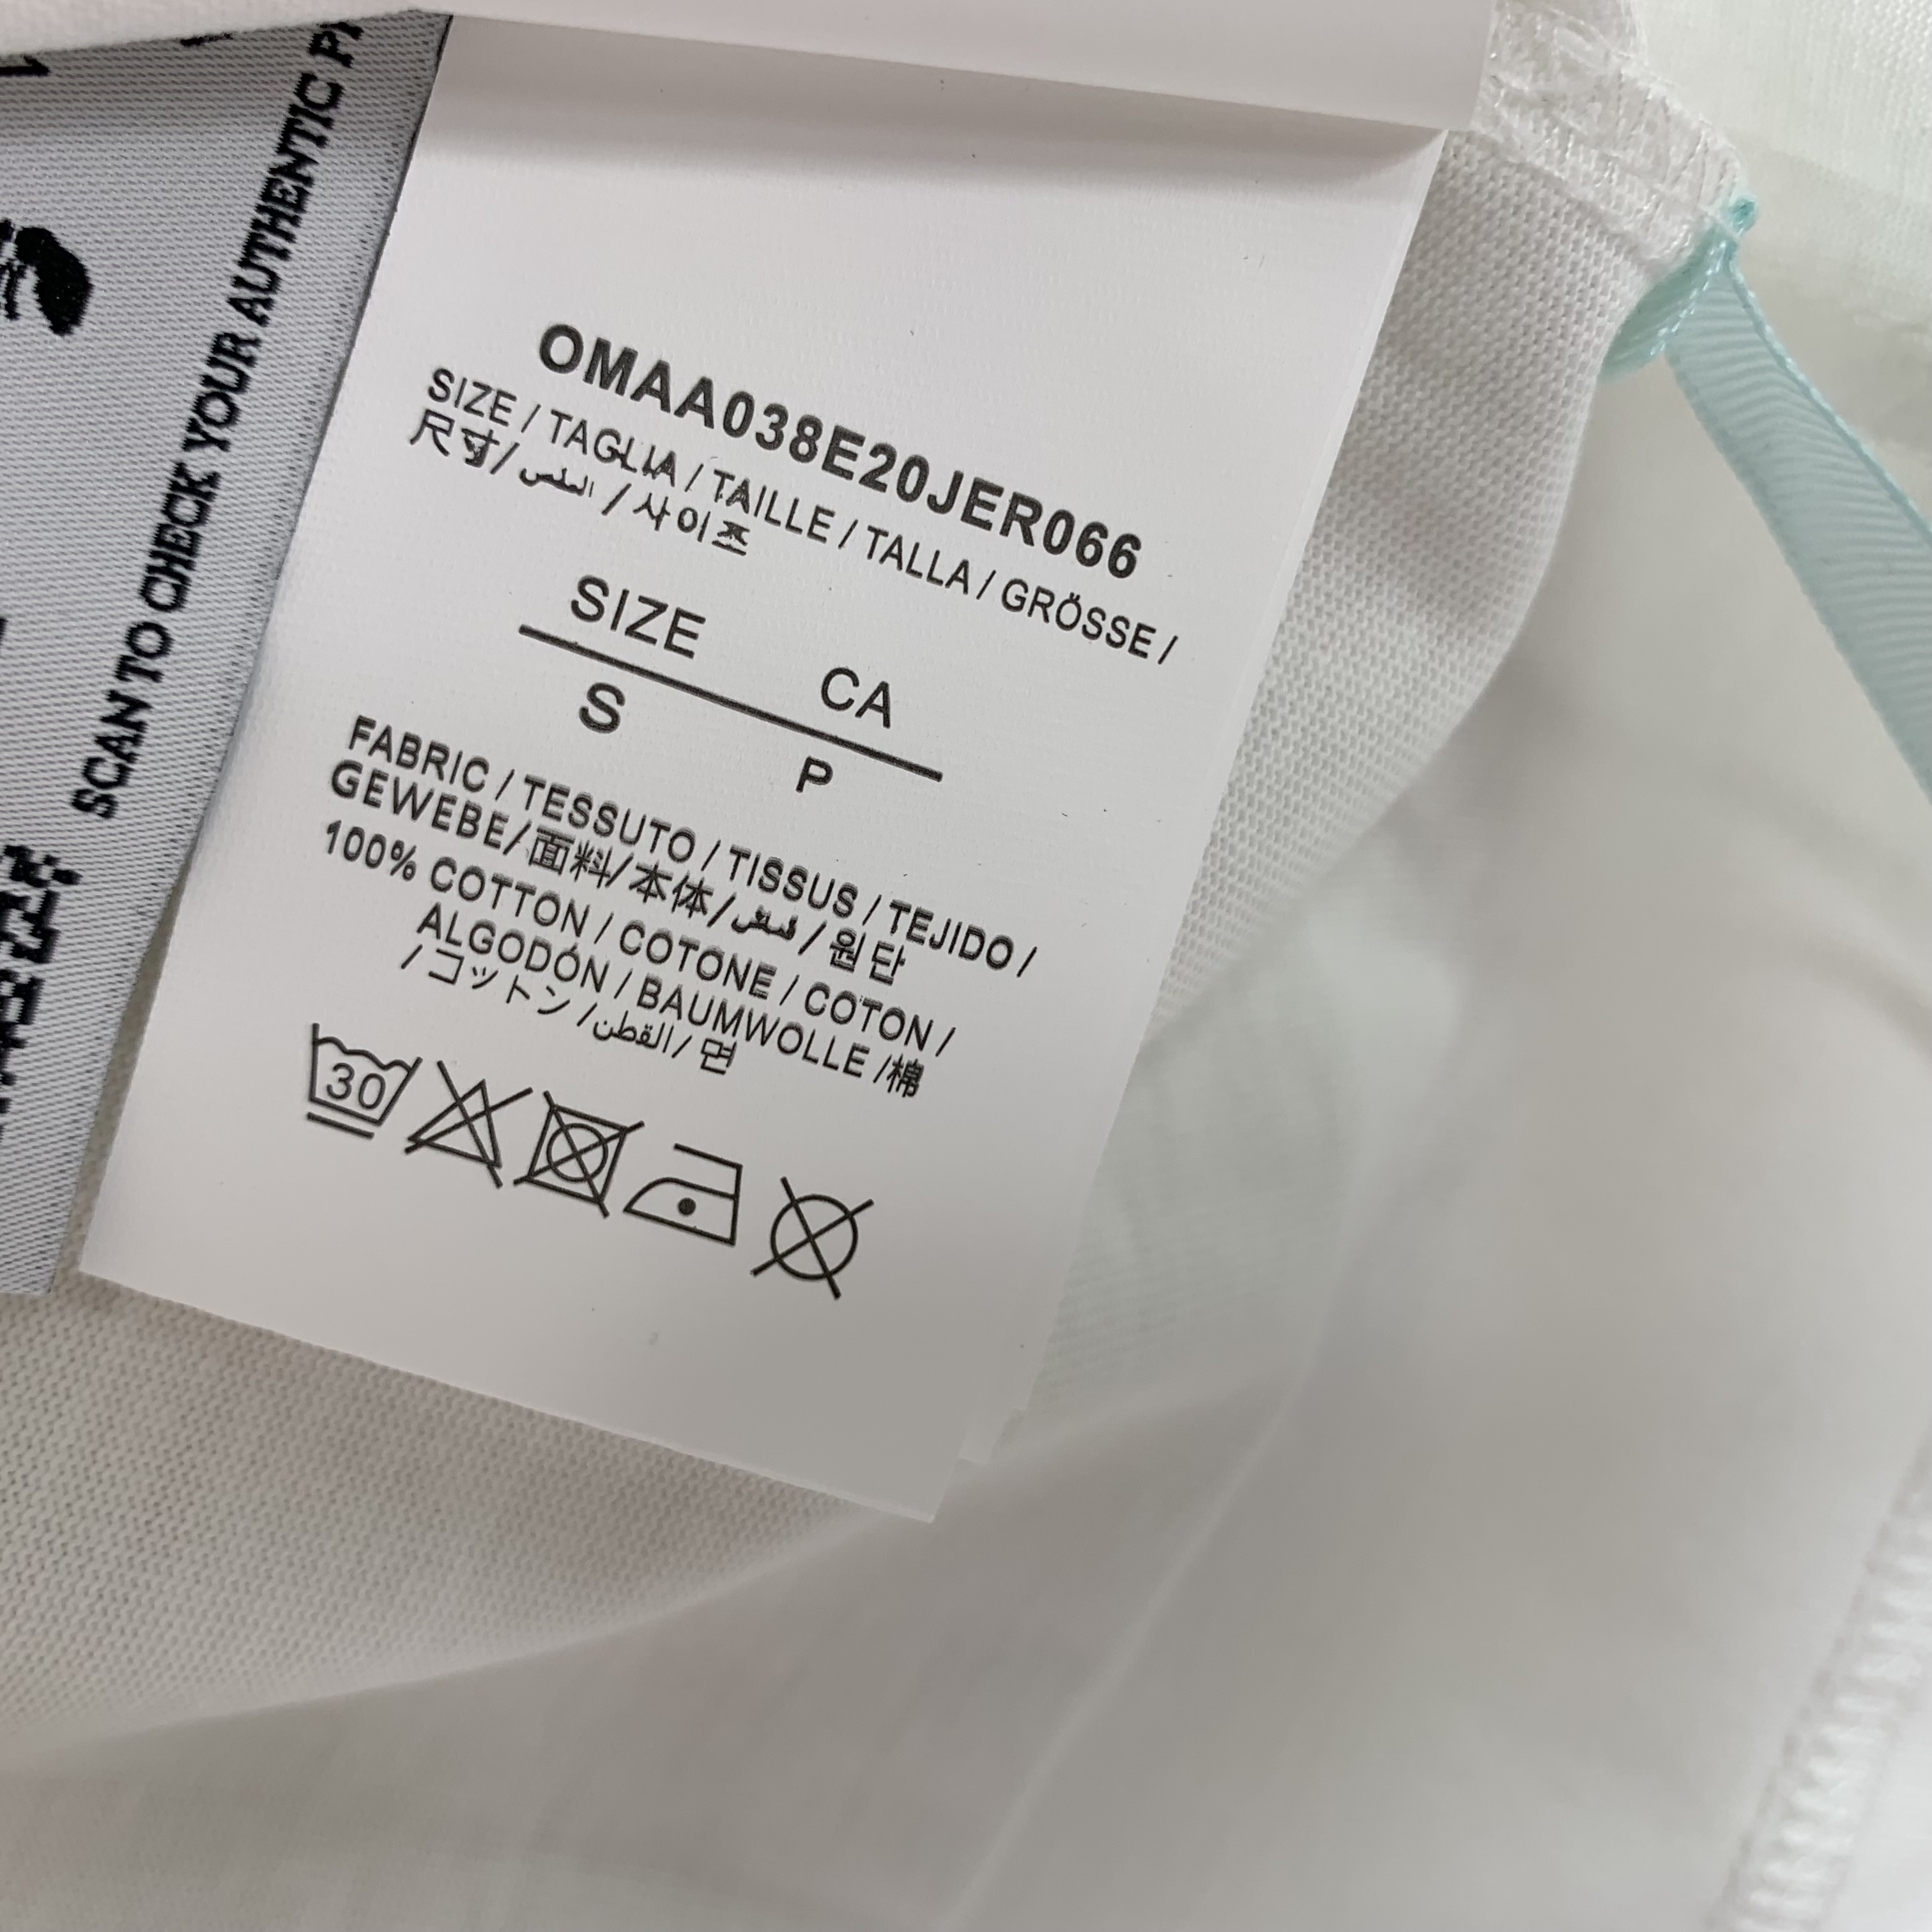 SCAN TO CHECK YOUR AUTHENTIC
OMAA038E20JER066
SIZE / TAGLIA / TAILLE / TALLA / GRÖSSE /
尺寸/ / 사이즈
SIZE CA
S P
FABRIC / TESSUTO / TISSUS / TEJIDO /
GEWEBE/面料/本体/ / 원단
100% COTTON / COTONE / COTON /
ALGODÓN / BAUMWOLLE /棉
/ コットン /القطن/ 면
30